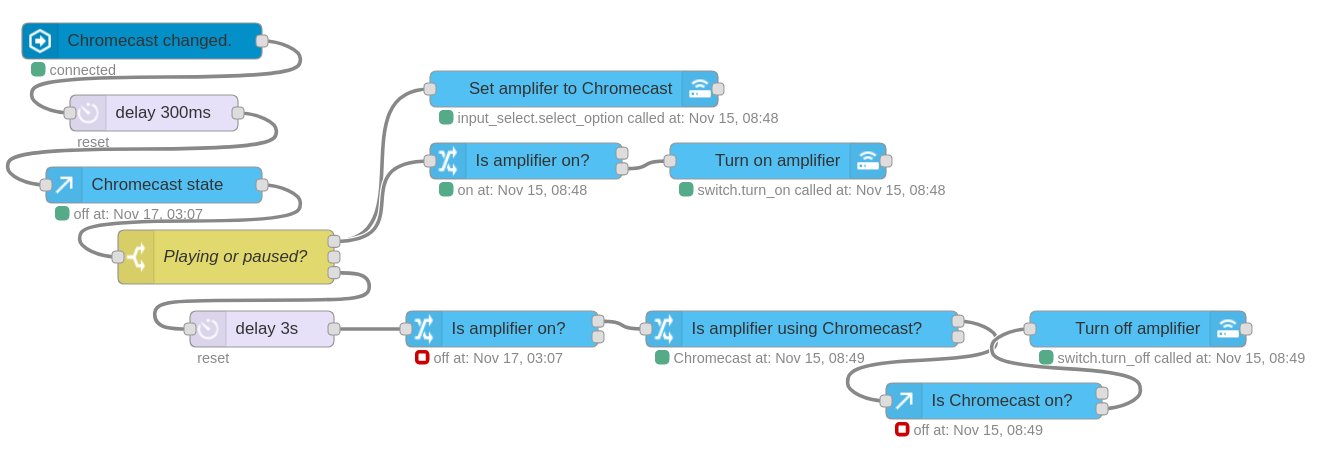 Chromecast changed.
connected
delay 300ms
reset
Chromecast state
off at: Nov 17, 03:07
Playing or paused?
Set amplifer to Chromecast
input_select.select_option called at: Nov 15, 08:48
Is amplifier on?
on at: Nov 15, 08:48
Turn on amplifier
switch.turn_on called at: Nov 15, 08:48
delay 3s
reset
Is amplifier on?
off at: Nov 17, 03:07
Is amplifier using Chromecast?
Chromecast at: Nov 15, 08:49
Turn off amplifier
switch.turn_off called at: Nov 15, 08:49
Is Chromecast on?
off at: Nov 15, 08:49